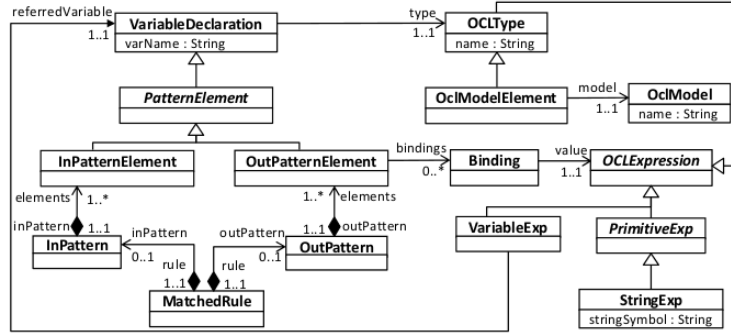 referredVariable
VariableDeclaration
type
OCLType
1..1
varName : String
1..1
name : String
PatternElement
OclModelElement
model
OclModel
1..1
name : String
InPatternElement
OutPatternElement
bindings
Binding
value
OCLExpression
0..*
1..1
elements
1..*
1..*
elements
inPattern
1..1
inPattern
outPattern
1..1
outPattern
VariableExp
PrimitiveExp
InPattern
0..1
0..1
OutPattern
rule
rule
1..1
1..1
MatchedRule
StringExp
stringSymbol : String